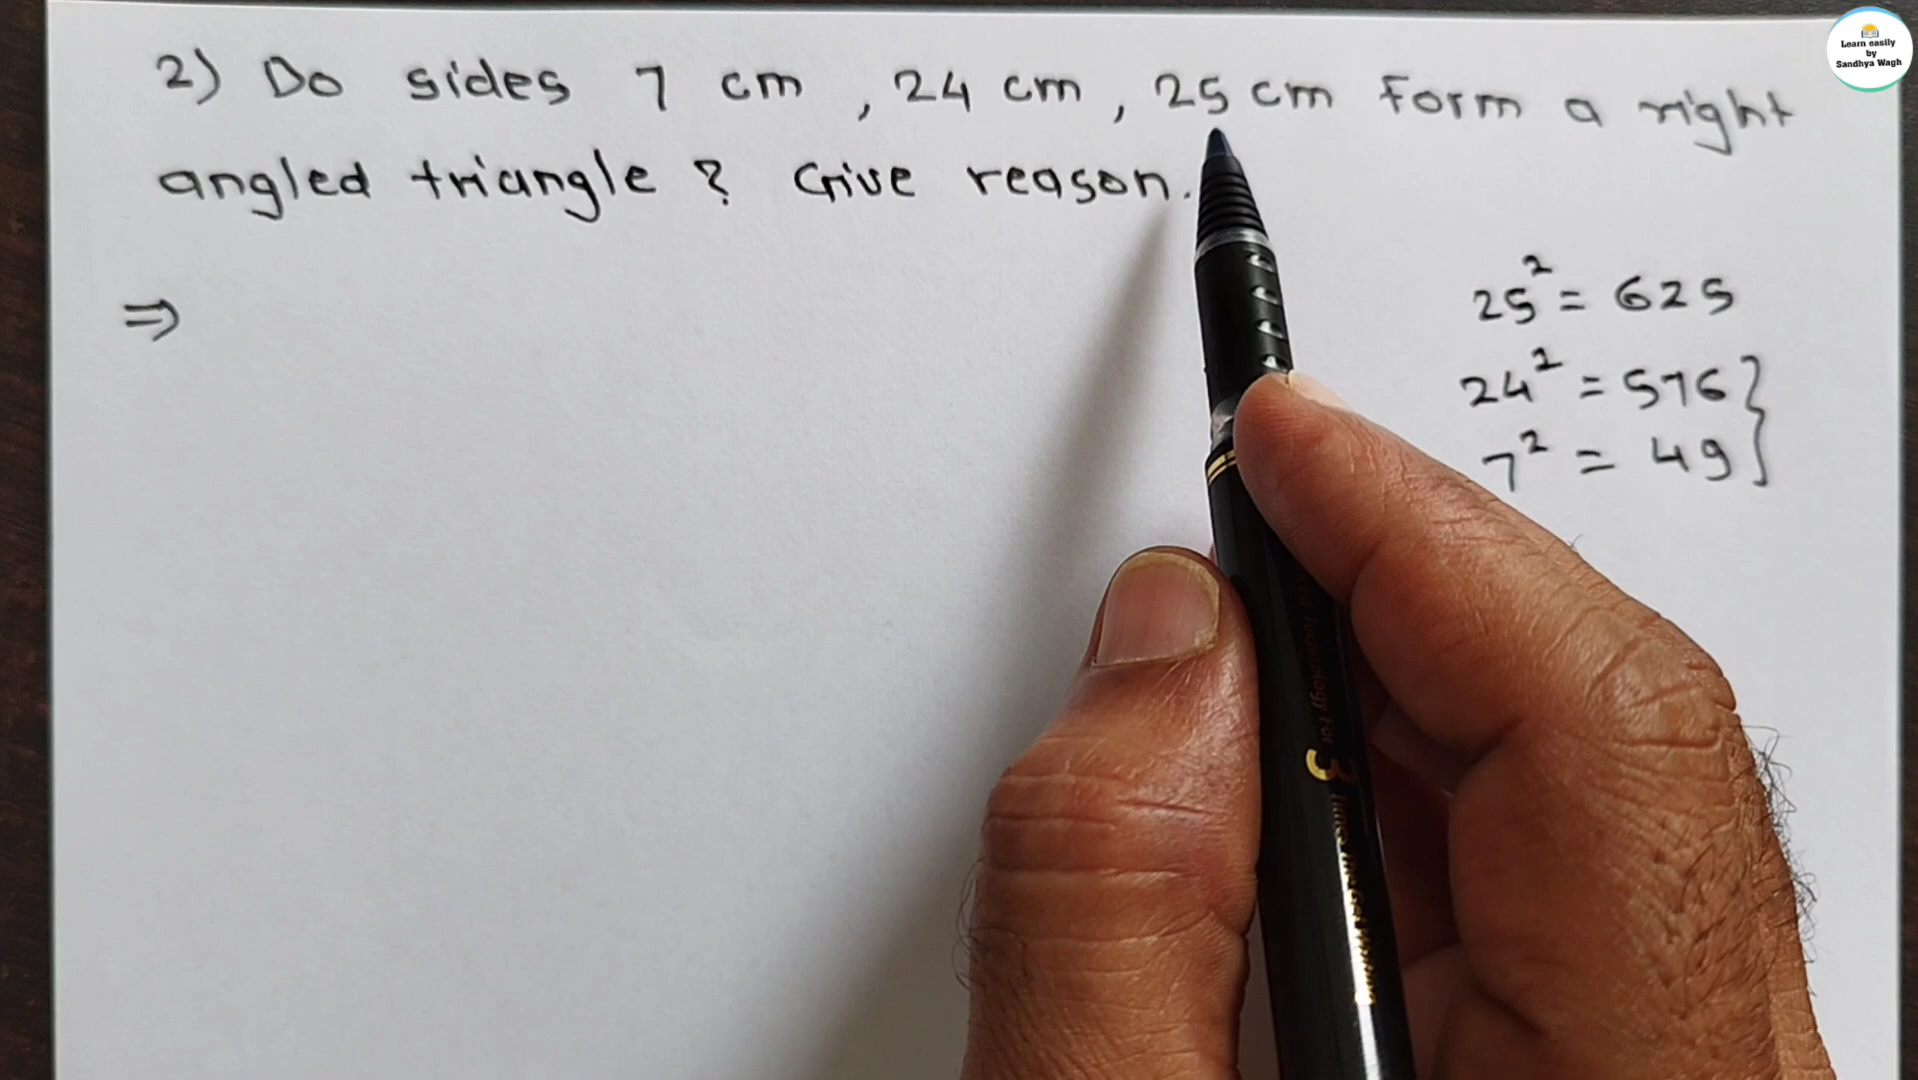 Learn easily
by
Sandhya Wagh
2) Do sides 7 cm , 24 cm , 25 cm form a right
angled triangle ? Give reason.
⇒
25² = 625
24² = 576 }
7² = 49
3